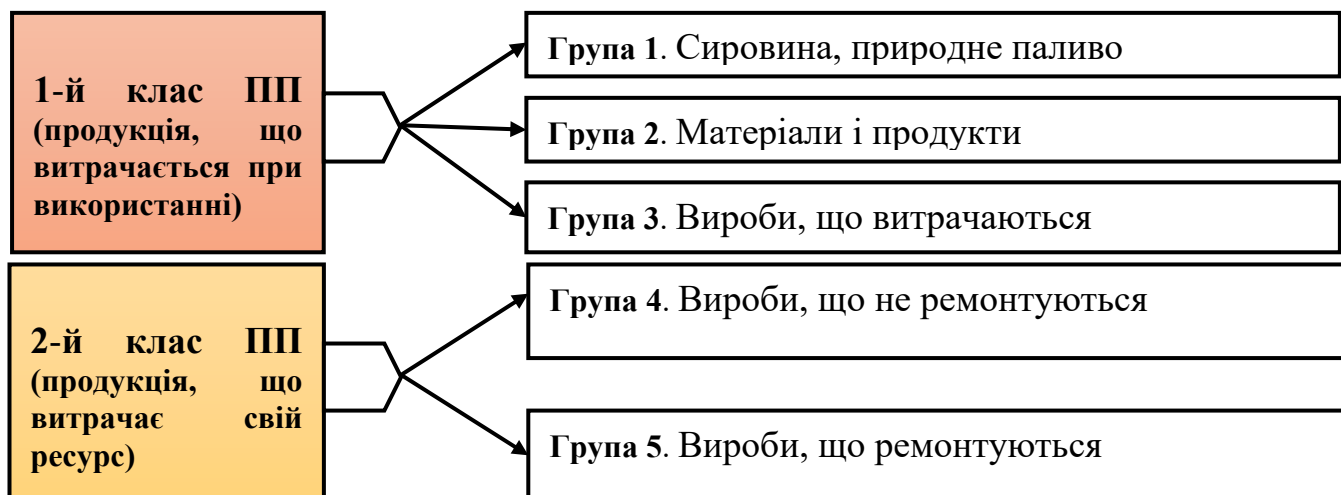 1-й клас ПП
(продукція, що
витрачається при
використанні)
Група 1. Сировина, природне паливо
Група 2. Матеріали і продукти
Група 3. Вироби, що витрачаються
2-й клас ПП
(продукція, що
витрачає свій
ресурс)
Група 4. Вироби, що не ремонтуються
Група 5. Вироби, що ремонтуються